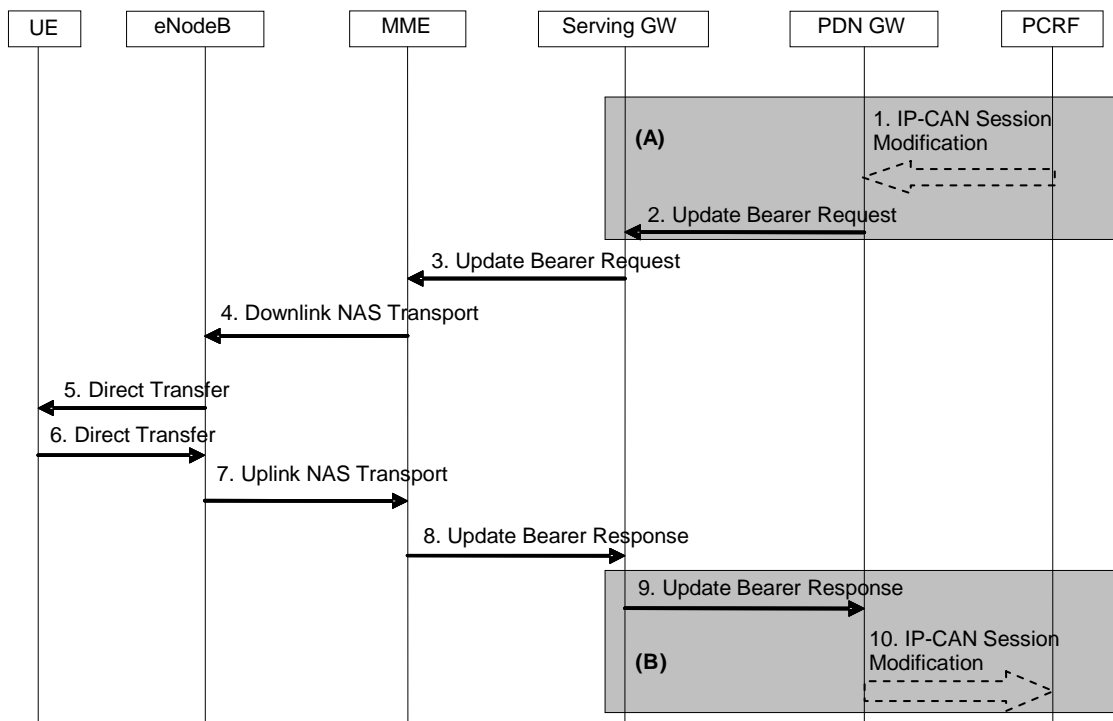 UE
eNodeB
MME
Serving GW
PDN GW
PCRF
(A)
1. IP-CAN Session
Modification
2. Update Bearer Request
3. Update Bearer Request
4. Downlink NAS Transport
5. Direct Transfer
6. Direct Transfer
7. Uplink NAS Transport
8. Update Bearer Response
9. Update Bearer Response
(B)
10. IP-CAN Session
Modification